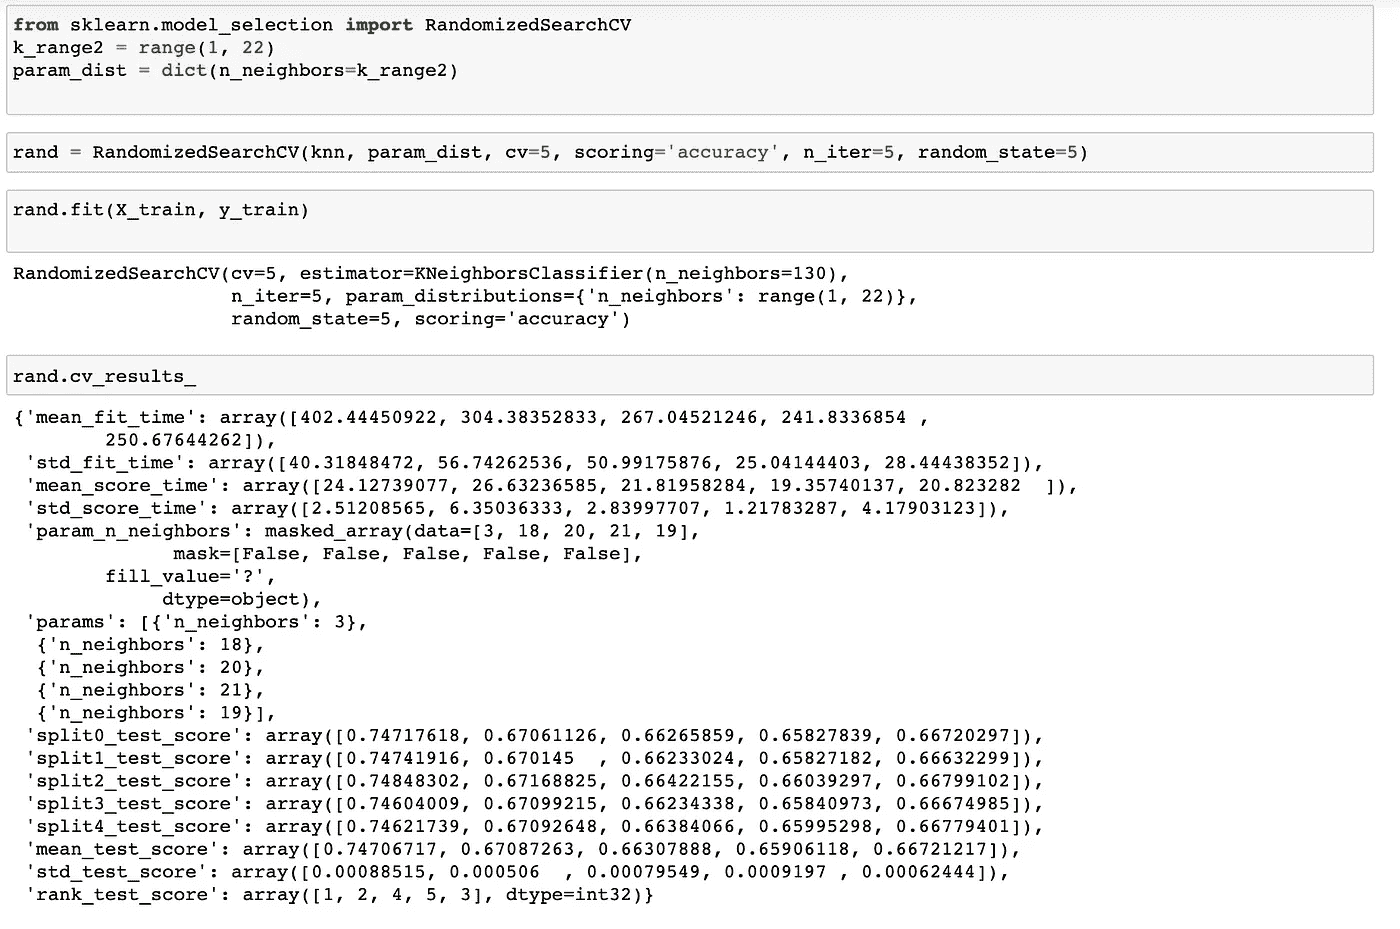 from sklearn.model_selection import RandomizedSearchCV
k_range2 = range(1, 22)
param_dist = dict(n_neighbors=k_range2)
rand = RandomizedSearchCV(knn, param_dist, cv=5, scoring='accuracy', n_iter=5, random_state=5)
rand.fit(X_train, y_train)
RandomizedSearchCV(cv=5, estimator=KNeighborsClassifier(n_neighbors=130),
                   n_iter=5, param_distributions={'n_neighbors': range(1, 22)},
                   random_state=5, scoring='accuracy')
rand.cv_results_
{'mean_fit_time': array([402.44450922, 304.38352833, 267.04521246, 241.8336854 ,
        250.67644262]),
 'std_fit_time': array([40.31848472, 56.74262536, 50.99175876, 25.04144403, 28.44438352]),
 'mean_score_time': array([24.12739077, 26.63236585, 21.81958284, 19.35740137, 20.823282  ]),
 'std_score_time': array([2.51208565, 6.35036333, 2.83997707, 1.21783287, 4.17903123]),
 'param_n_neighbors': masked_array(data=[3, 18, 20, 21, 19],
              mask=[False, False, False, False, False],
        fill_value='?',
             dtype=object),
 'params': [{'n_neighbors': 3},
  {'n_neighbors': 18},
  {'n_neighbors': 20},
  {'n_neighbors': 21},
  {'n_neighbors': 19}],
 'split0_test_score': array([0.74717618, 0.67061126, 0.66265859, 0.65827839, 0.66720297]),
 'split1_test_score': array([0.74741916, 0.670145  , 0.66233024, 0.65827182, 0.66632299]),
 'split2_test_score': array([0.74848302, 0.67168825, 0.66422155, 0.66039297, 0.66799102]),
 'split3_test_score': array([0.74604009, 0.67099215, 0.66234338, 0.65840973, 0.66674985]),
 'split4_test_score': array([0.74621739, 0.67092648, 0.66384066, 0.65995298, 0.66779401]),
 'mean_test_score': array([0.74706717, 0.67087263, 0.66307888, 0.65906118, 0.66721217]),
 'std_test_score': array([0.00088515, 0.000506  , 0.00079549, 0.0009197 , 0.00062444]),
 'rank_test_score': array([1, 2, 4, 5, 3], dtype=int32)}